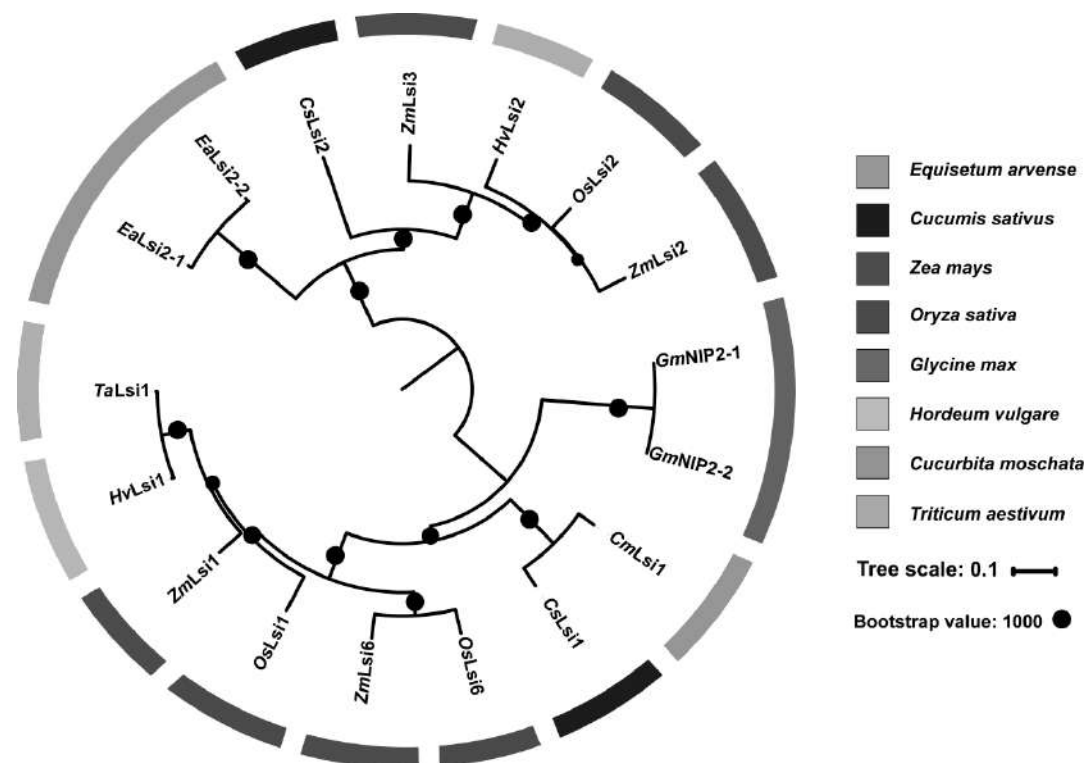 ZmLsi3
HvLsi2
CsLsi2
OsLsi2
EaLsi2-2
EaLsi2-1
ZmLsi2
GmNIP2-1
TaLsi1
GmNIP2-2
HvLsi1
ZmLsi1
CmLsi1
OsLsi1
CsLsi1
ZmLsi6
OsLsi6
Equisetum arvense
Cucumis sativus
Zea mays
Oryza sativa
Glycine max
Hordeum vulgare
Cucurbita moschata
Triticum aestivum
Tree scale: 0.1
Bootstrap value: 1000